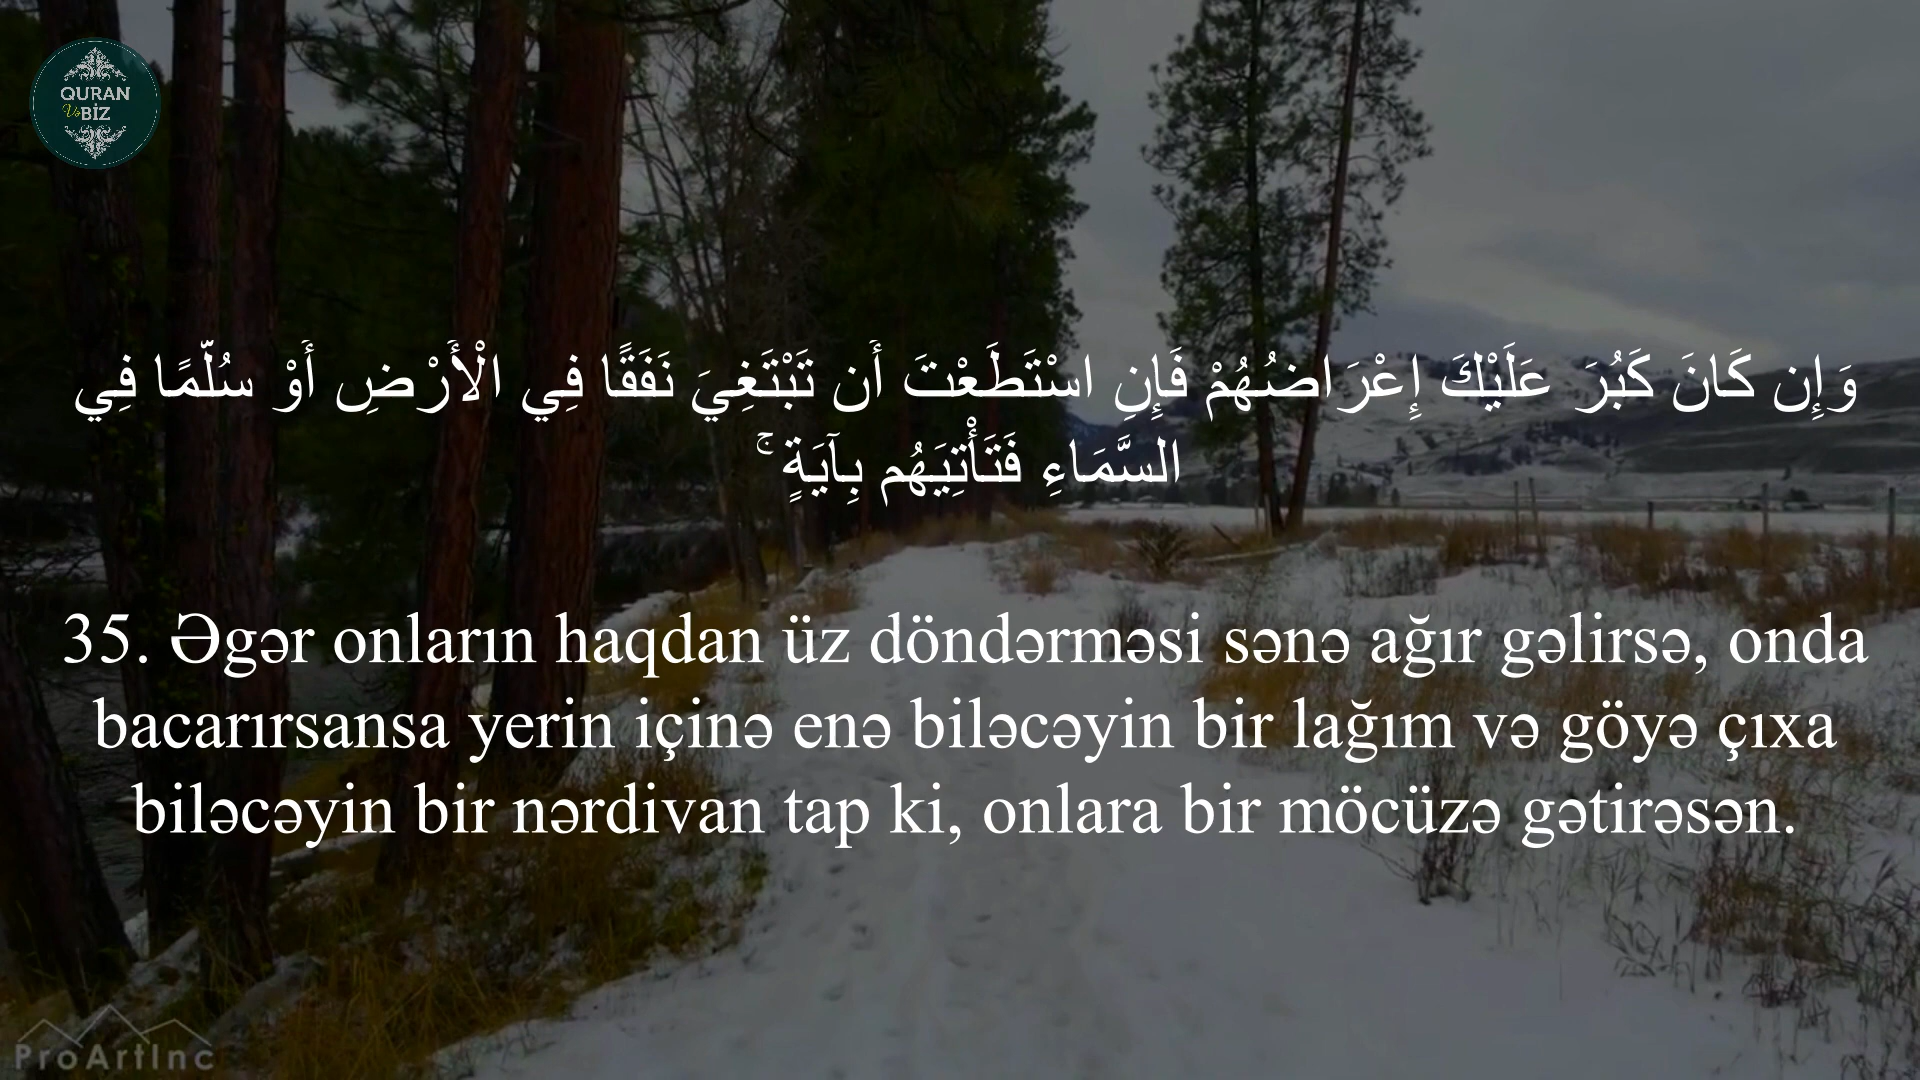 QURAN
Və BİZ
وَإِن كَانَ كَبُرَ عَلَيْكَ إِعْرَاضُهُمْ فَإِنِ اسْتَطَعْتَ أَن تَبْتَغِيَ نَفَقًا فِي الْأَرْضِ أَوْ سُلَّمًا فِي
السَّمَاءِ فَتَأْتِيَهُم بِآيَةٍ ۚ
35. Əgər onların haqdan üz döndərməsi sənə ağır gəlirsə, onda
bacarırsansa yerin içinə enə biləcəyin bir lağım və göyə çıxa
biləcəyin bir nərdivan tap ki, onlara bir möcüzə gətirəsən.
ProArtInc